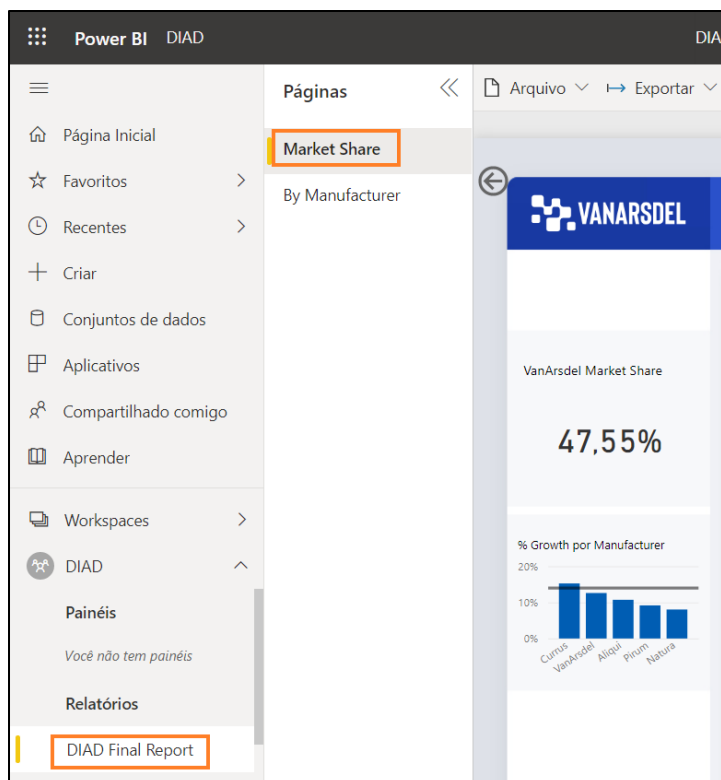 Power BI DIAD
DIA
Página Inicial
Favoritos
Recentes
Criar
Conjuntos de dados
Aplicativos
Compartilhado comigo
Aprender
Workspaces
DIAD
Painéis
Você não tem painéis
Relatórios
DIAD Final Report
Páginas
Market Share
By Manufacturer
Arquivo Exportar
VANARSDEL
VanArsdel Market Share
47,55%
% Growth por Manufacturer
20%
10%
0%
Currus VanArsdel Aliqui Pirum Natura